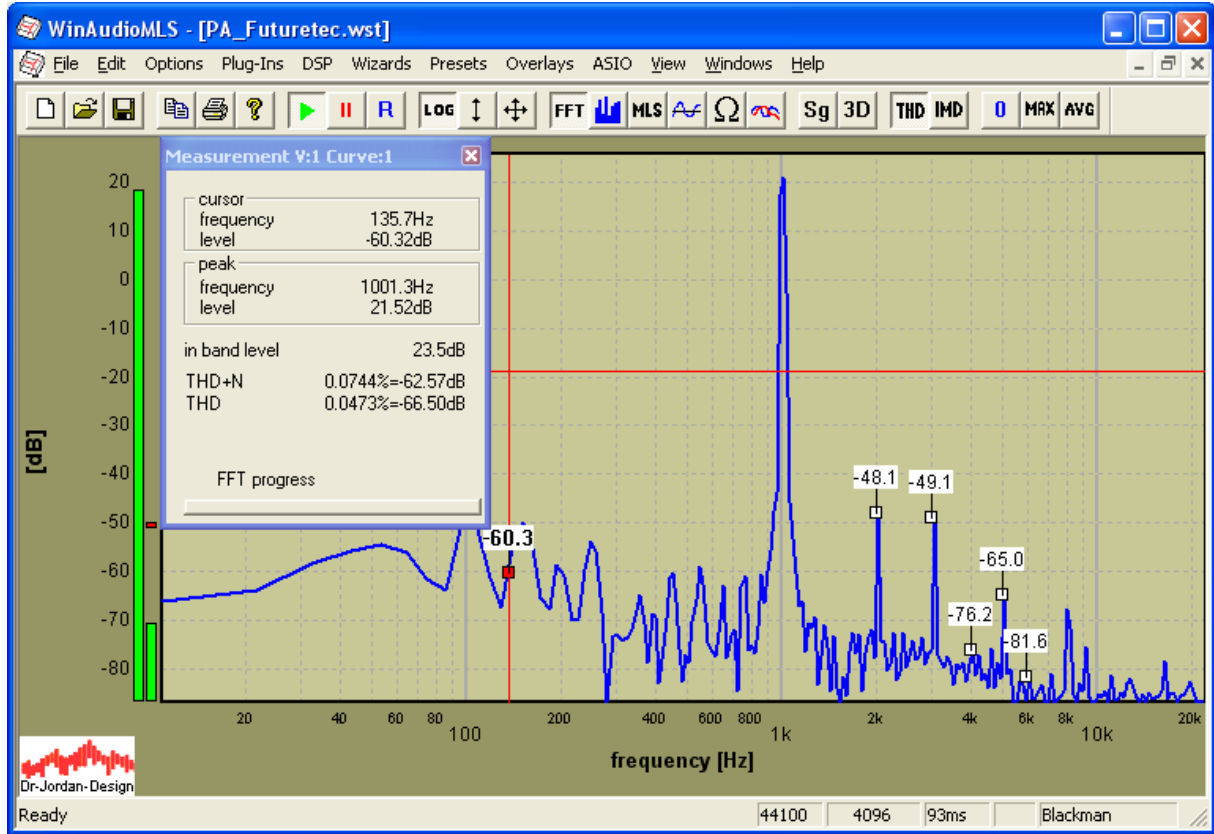 WinAudioMLS - [PA_Futuretec.wst]
File Edit Options Plug-Ins DSP Wizards Presets Overlays ASIO View Windows Help
R LOG FFT MLS Ω Sg 3D THD IMD 0 MAX AVG
Measurement V:1 Curve:1
cursor
frequency 135.7Hz
level -60.32dB
peak
frequency 1001.3Hz
level 21.52dB
in band level 23.5dB
THD+N 0.0744%=-62.57dB
THD 0.0473%=-66.50dB
FFT progress
[dB]
20
10
0
-10
-20
-30
-40
-50
-60
-70
-80
-60.3
-48.1
-49.1
-65.0
-76.2
-81.6
20 40 60 80 200 400 600 800 2k 4k 6k 8k 20k
100 1k 10k
frequency [Hz]
Dr-Jordan-Design
Ready 44100 4096 93ms Blackman